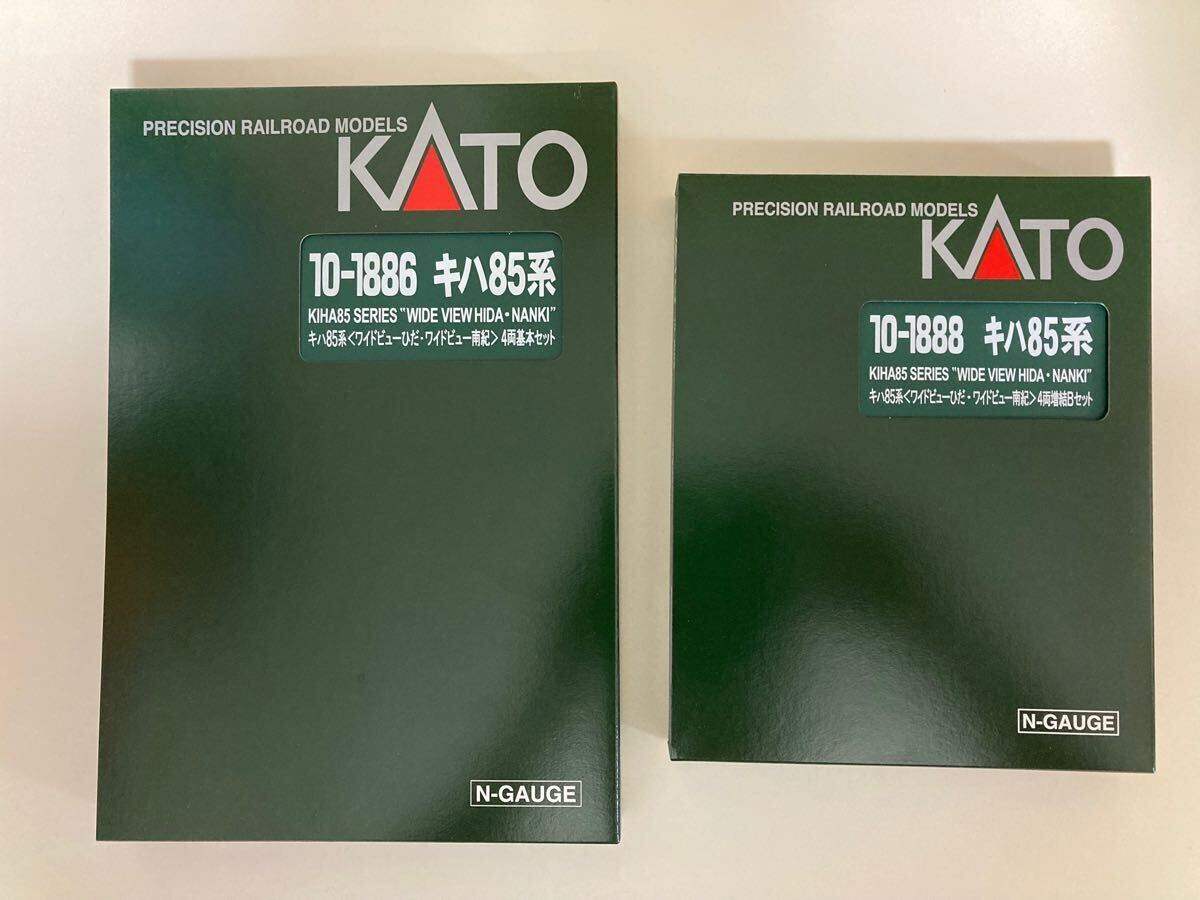 PRECISION RAILROAD MODELS
KATO
10-1886 キハ85系
KIHA85 SERIES "WIDE VIEW HIDA・NANKI"
キハ85系<ワイドビューひだ・ワイドビュー南紀>4両基本セット
N-GAUGE
PRECISION RAILROAD MODELS
KATO
10-1888 キハ85系
KIHA85 SERIES "WIDE VIEW HIDA・NANKI"
キハ85系<ワイドビューひだ・ワイドビュー南紀>4両増結Bセット
N-GAUGE